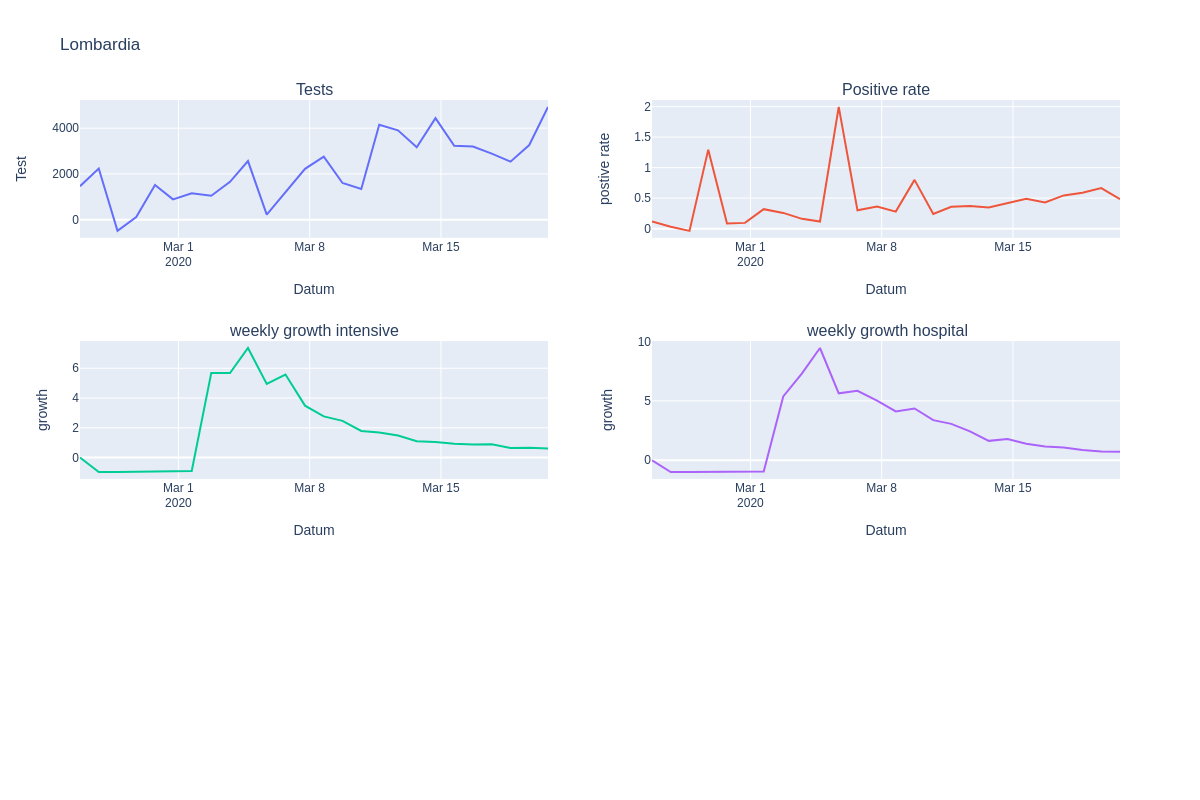 Lombardia
Tests
Test
4000
2000
0
Mar 1
2020
Mar 8
Mar 15
Datum
Positive rate
postive rate
2
1.5
1
0.5
0
Mar 1
2020
Mar 8
Mar 15
Datum
weekly growth intensive
growth
6
4
2
0
Mar 1
2020
Mar 8
Mar 15
Datum
weekly growth hospital
growth
10
5
0
Mar 1
2020
Mar 8
Mar 15
Datum